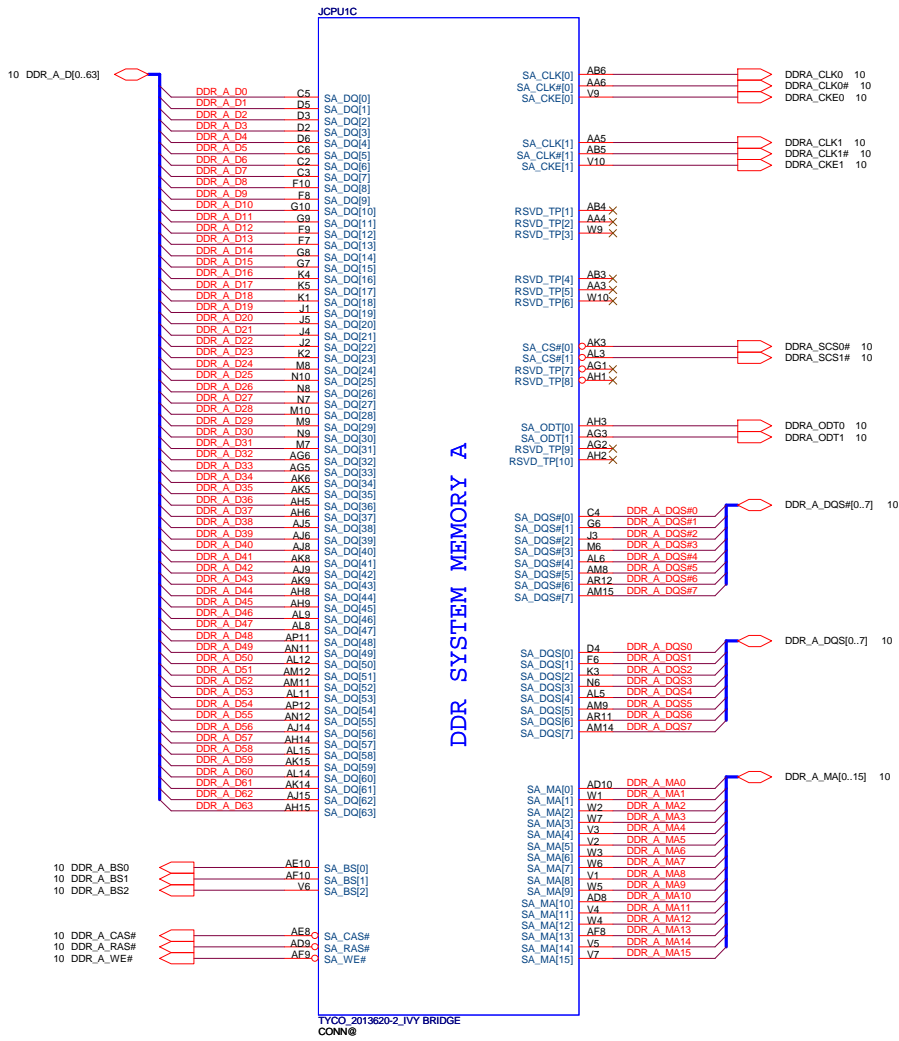 JCPU1C
10 DDR_A_D[0..63]
DDR_A_D0 C5 SA_DQ[0]
DDR_A_D1 D5 SA_DQ[1]
DDR_A_D2 D3 SA_DQ[2]
DDR_A_D3 D2 SA_DQ[3]
DDR_A_D4 D6 SA_DQ[4]
DDR_A_D5 C6 SA_DQ[5]
DDR_A_D6 C2 SA_DQ[6]
DDR_A_D7 C3 SA_DQ[7]
DDR_A_D8 F10 SA_DQ[8]
DDR_A_D9 F8 SA_DQ[9]
DDR_A_D10 G10 SA_DQ[10]
DDR_A_D11 G9 SA_DQ[11]
DDR_A_D12 F9 SA_DQ[12]
DDR_A_D13 F7 SA_DQ[13]
DDR_A_D14 G8 SA_DQ[14]
DDR_A_D15 G7 SA_DQ[15]
DDR_A_D16 K4 SA_DQ[16]
DDR_A_D17 K5 SA_DQ[17]
DDR_A_D18 K1 SA_DQ[18]
DDR_A_D19 J1 SA_DQ[19]
DDR_A_D20 J5 SA_DQ[20]
DDR_A_D21 J4 SA_DQ[21]
DDR_A_D22 J2 SA_DQ[22]
DDR_A_D23 K2 SA_DQ[23]
DDR_A_D24 M8 SA_DQ[24]
DDR_A_D25 N10 SA_DQ[25]
DDR_A_D26 N8 SA_DQ[26]
DDR_A_D27 N7 SA_DQ[27]
DDR_A_D28 M10 SA_DQ[28]
DDR_A_D29 M9 SA_DQ[29]
DDR_A_D30 N9 SA_DQ[30]
DDR_A_D31 M7 SA_DQ[31]
DDR_A_D32 AG6 SA_DQ[32]
DDR_A_D33 AG5 SA_DQ[33]
DDR_A_D34 AK6 SA_DQ[34]
DDR_A_D35 AK5 SA_DQ[35]
DDR_A_D36 AH5 SA_DQ[36]
DDR_A_D37 AH6 SA_DQ[37]
DDR_A_D38 AJ5 SA_DQ[38]
DDR_A_D39 AJ6 SA_DQ[39]
DDR_A_D40 AJ8 SA_DQ[40]
DDR_A_D41 AK8 SA_DQ[41]
DDR_A_D42 AJ9 SA_DQ[42]
DDR_A_D43 AK9 SA_DQ[43]
DDR_A_D44 AH8 SA_DQ[44]
DDR_A_D45 AH9 SA_DQ[45]
DDR_A_D46 AL9 SA_DQ[46]
DDR_A_D47 AL8 SA_DQ[47]
DDR_A_D48 AP11 SA_DQ[48]
DDR_A_D49 AN11 SA_DQ[49]
DDR_A_D50 AL12 SA_DQ[50]
DDR_A_D51 AM12 SA_DQ[51]
DDR_A_D52 AM11 SA_DQ[52]
DDR_A_D53 AL11 SA_DQ[53]
DDR_A_D54 AP12 SA_DQ[54]
DDR_A_D55 AN12 SA_DQ[55]
DDR_A_D56 AJ14 SA_DQ[56]
DDR_A_D57 AH14 SA_DQ[57]
DDR_A_D58 AL15 SA_DQ[58]
DDR_A_D59 AK15 SA_DQ[59]
DDR_A_D60 AL14 SA_DQ[60]
DDR_A_D61 AK14 SA_DQ[61]
DDR_A_D62 AJ15 SA_DQ[62]
DDR_A_D63 AH15 SA_DQ[63]
10 DDR_A_BS0 AE10 SA_BS[0]
10 DDR_A_BS1 AF10 SA_BS[1]
10 DDR_A_BS2 V6 SA_BS[2]
10 DDR_A_CAS# AE8 SA_CAS#
10 DDR_A_RAS# AD9 SA_RAS#
10 DDR_A_WE# AF9 SA_WE#
DDR SYSTEM MEMORY A
SA_CLK[0] AB6 DDRA_CLK0 10
SA_CLK#[0] AA6 DDRA_CLK0# 10
SA_CKE[0] V9 DDRA_CKE0 10
SA_CLK[1] AA5 DDRA_CLK1 10
SA_CLK#[1] AB5 DDRA_CLK1# 10
SA_CKE[1] V10 DDRA_CKE1 10
RSVD_TP[1] AB4
RSVD_TP[2] AA4
RSVD_TP[3] W9
RSVD_TP[4] AB3
RSVD_TP[5] AA3
RSVD_TP[6] W10
SA_CS#[0] AK3 DDRA_SCS0# 10
SA_CS#[1] AL3 DDRA_SCS1# 10
RSVD_TP[7] AG1
RSVD_TP[8] AH1
SA_ODT[0] AH3 DDRA_ODT0 10
SA_ODT[1] AG3 DDRA_ODT1 10
RSVD_TP[9] AG2
RSVD_TP[10] AH2
DDR_A_DQS#[0..7] 10
SA_DQS#[0] C4 DDR_A_DQS#0
SA_DQS#[1] G6 DDR_A_DQS#1
SA_DQS#[2] J3 DDR_A_DQS#2
SA_DQS#[3] M6 DDR_A_DQS#3
SA_DQS#[4] AL6 DDR_A_DQS#4
SA_DQS#[5] AM8 DDR_A_DQS#5
SA_DQS#[6] AR12 DDR_A_DQS#6
SA_DQS#[7] AM15 DDR_A_DQS#7
DDR_A_DQS[0..7] 10
SA_DQS[0] D4 DDR_A_DQS0
SA_DQS[1] F6 DDR_A_DQS1
SA_DQS[2] K3 DDR_A_DQS2
SA_DQS[3] N6 DDR_A_DQS3
SA_DQS[4] AL5 DDR_A_DQS4
SA_DQS[5] AM9 DDR_A_DQS5
SA_DQS[6] AR11 DDR_A_DQS6
SA_DQS[7] AM14 DDR_A_DQS7
DDR_A_MA[0..15] 10
SA_MA[0] AD10 DDR_A_MA0
SA_MA[1] W1 DDR_A_MA1
SA_MA[2] W2 DDR_A_MA2
SA_MA[3] W7 DDR_A_MA3
SA_MA[4] V3 DDR_A_MA4
SA_MA[5] V2 DDR_A_MA5
SA_MA[6] W3 DDR_A_MA6
SA_MA[7] W6 DDR_A_MA7
SA_MA[8] V1 DDR_A_MA8
SA_MA[9] W5 DDR_A_MA9
SA_MA[10] AD8 DDR_A_MA10
SA_MA[11] V4 DDR_A_MA11
SA_MA[12] W4 DDR_A_MA12
SA_MA[13] AF8 DDR_A_MA13
SA_MA[14] V5 DDR_A_MA14
SA_MA[15] V7 DDR_A_MA15
TYCO_2013620-2_IVY BRIDGE
CONN@